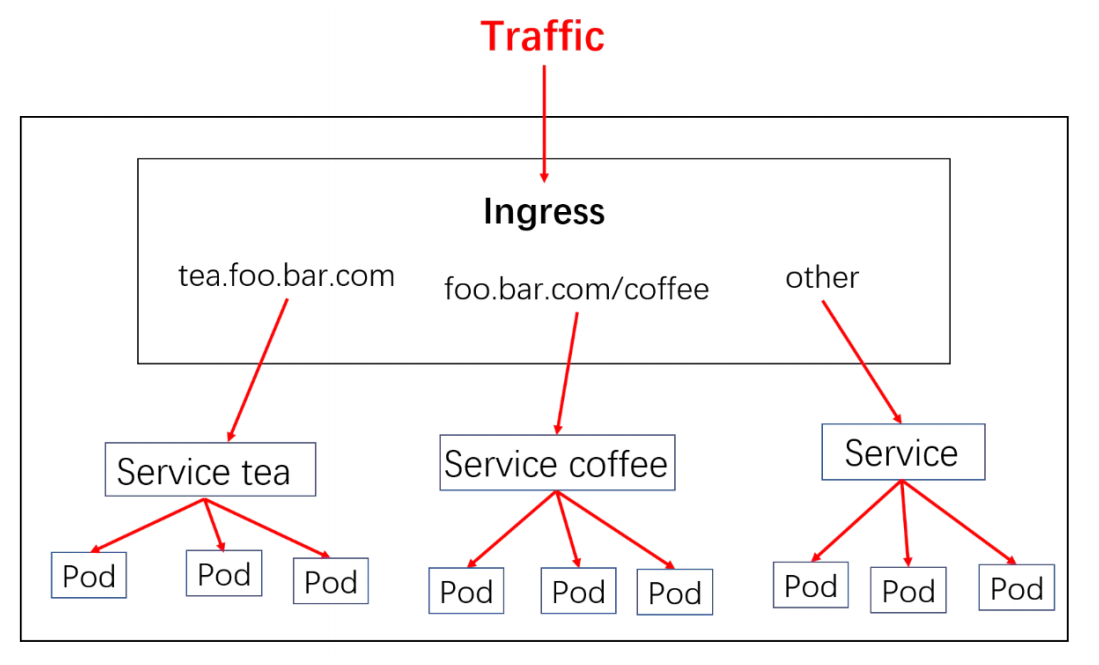 Traffic
Ingress
tea.foo.bar.com
foo.bar.com/coffee
other
Service tea
Service coffee
Service
Pod
Pod
Pod
Pod
Pod
Pod
Pod
Pod
Pod